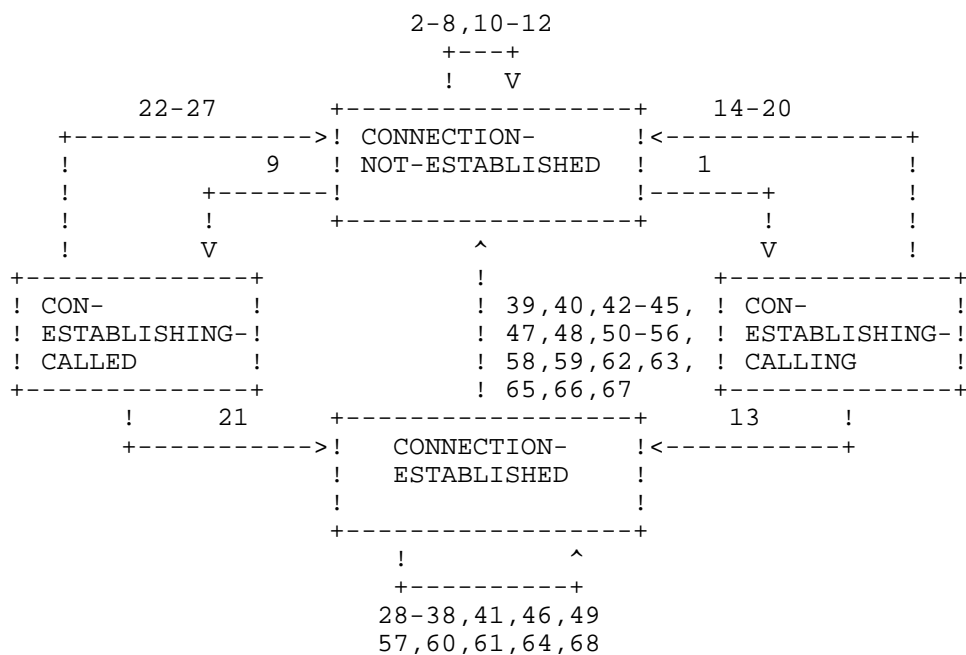 2-8,10-12
                             +---+
                             !   V
        22-27         +------------------+     14-20
   +---------------->! CONNECTION-      !<---------------+
   !             9    ! NOT-ESTABLISHED  !   1            !
   !         +-------!                  !-------+        !
   !         !        +------------------+       !        !
   !         V                 ^                 V        !
+--------------+               !              +--------------+
! CON-         !               ! 39,40,42-45, ! CON-         !
! ESTABLISHING-!               ! 47,48,50-56, ! ESTABLISHING-!
! CALLED       !               ! 58,59,62,63, ! CALLING      !
+--------------+               ! 65,66,67     +--------------+
       !     21       +------------------+     13      !
       +----------->!   CONNECTION-    !<-----------+
                      !   ESTABLISHED    !
                      !                  !
                      +------------------+
                          !          ^
                          +----------+
                         28-38,41,46,49
                         57,60,61,64,68